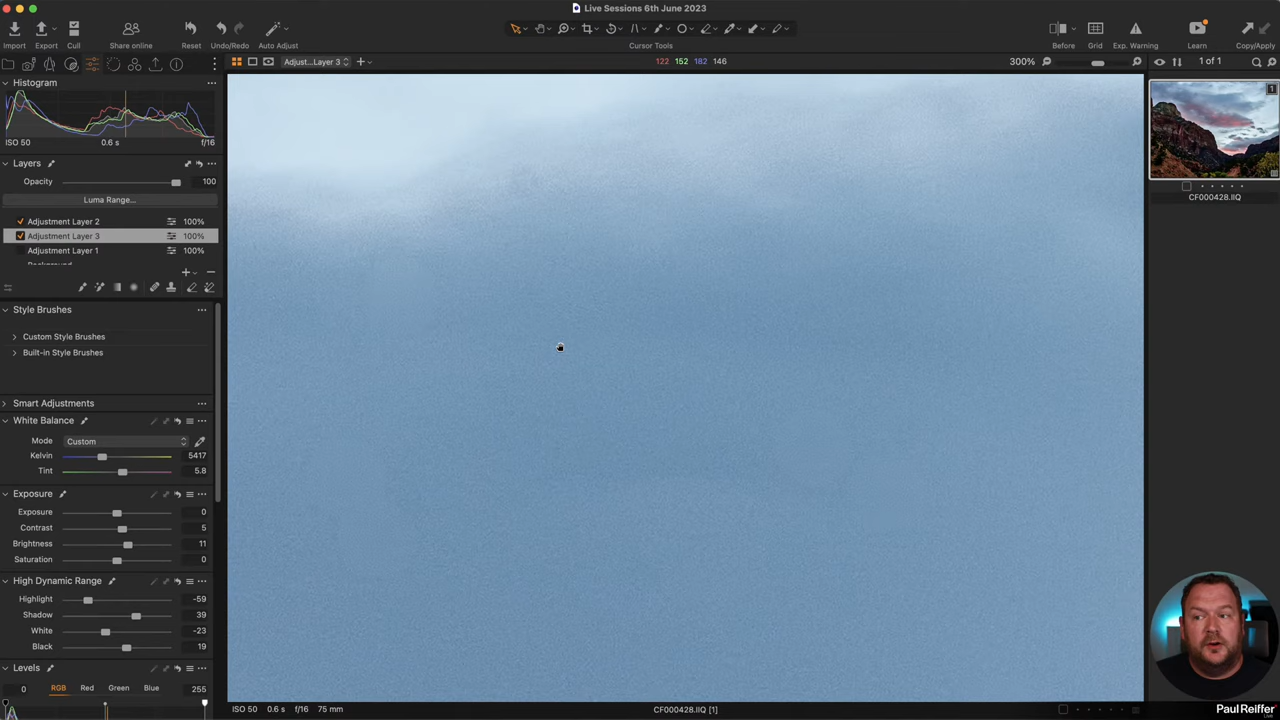 Live Sessions 6th June 2023
Import
Export
Cull
Share online
Reset
Undo/Redo
Auto Adjust
Cursor Tools
Before
Grid
Exp. Warning
Learn
Copy/Apply
Adjust...Layer 3
122 152 182 146
300%
1 of 1
Histogram
ISO 50 0.6 s f/16
Layers
Opacity 100
Luma Range...
Adjustment Layer 2 100%
Adjustment Layer 3 100%
Adjustment Layer 1 100%
Style Brushes
Custom Style Brushes
Built-in Style Brushes
Smart Adjustments
White Balance
Mode Custom
Kelvin 5417
Tint 5.8
Exposure
Exposure 0
Contrast 5
Brightness 11
Saturation 0
High Dynamic Range
Highlight -59
Shadow 39
White -23
Black 19
Levels
0 RGB Red Green Blue 255
1
CF000428.IIQ
ISO 50 0.6 s f/16 75 mm
CF000428.IIQ [1]
Paul Reiffer
Live